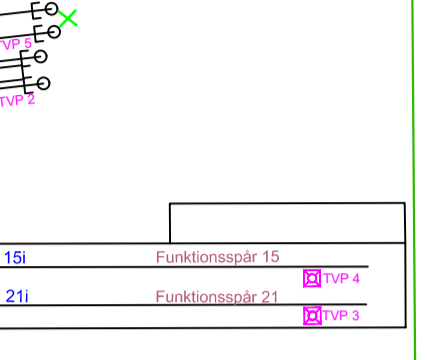 TVP 5
TVP 2
15i Funktionsspår 15
TVP 4
21i Funktionsspår 21
TVP 3